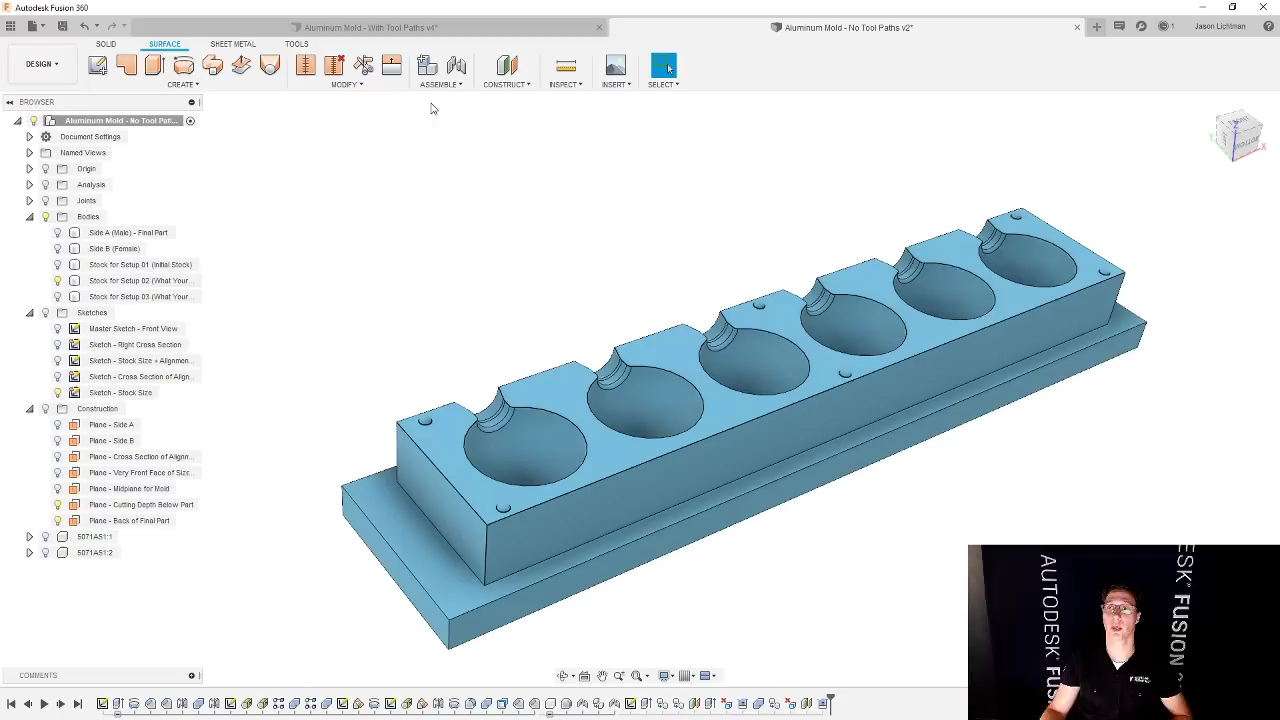 Autodesk Fusion 360
Aluminum Mold - With Tool Paths v4*
Aluminum Mold - No Tool Paths v2*
1
Jason Lichtman
SOLID
SURFACE
SHEET METAL
TOOLS
DESIGN
CREATE
MODIFY
ASSEMBLE
CONSTRUCT
INSPECT
INSERT
SELECT
BROWSER
Aluminum Mold - No Tool Pat...
Document Settings
Named Views
Origin
Analysis
Joints
Bodies
Side A (Male) - Final Part
Side B (Female)
Stock for Setup 01 (Initial Stock)
Stock for Setup 02 (What Your...
Stock for Setup 03 (What Your...
Sketches
Master Sketch - Front View
Sketch - Right Cross Section
Sketch - Stock Size + Alignmen...
Sketch - Cross Section of Align...
Sketch - Stock Size
Construction
Plane - Side A
Plane - Side B
Plane - Cross Section of Alignm...
Plane - Very Front Face of Size...
Plane - Midplane for Mold
Plane - Cutting Depth Below Part
Plane - Back of Final Part
5071AS1:1
5071AS1:2
COMMENTS
Z
Y
X
BOTTOM
AUTODESK
ESK FUSION